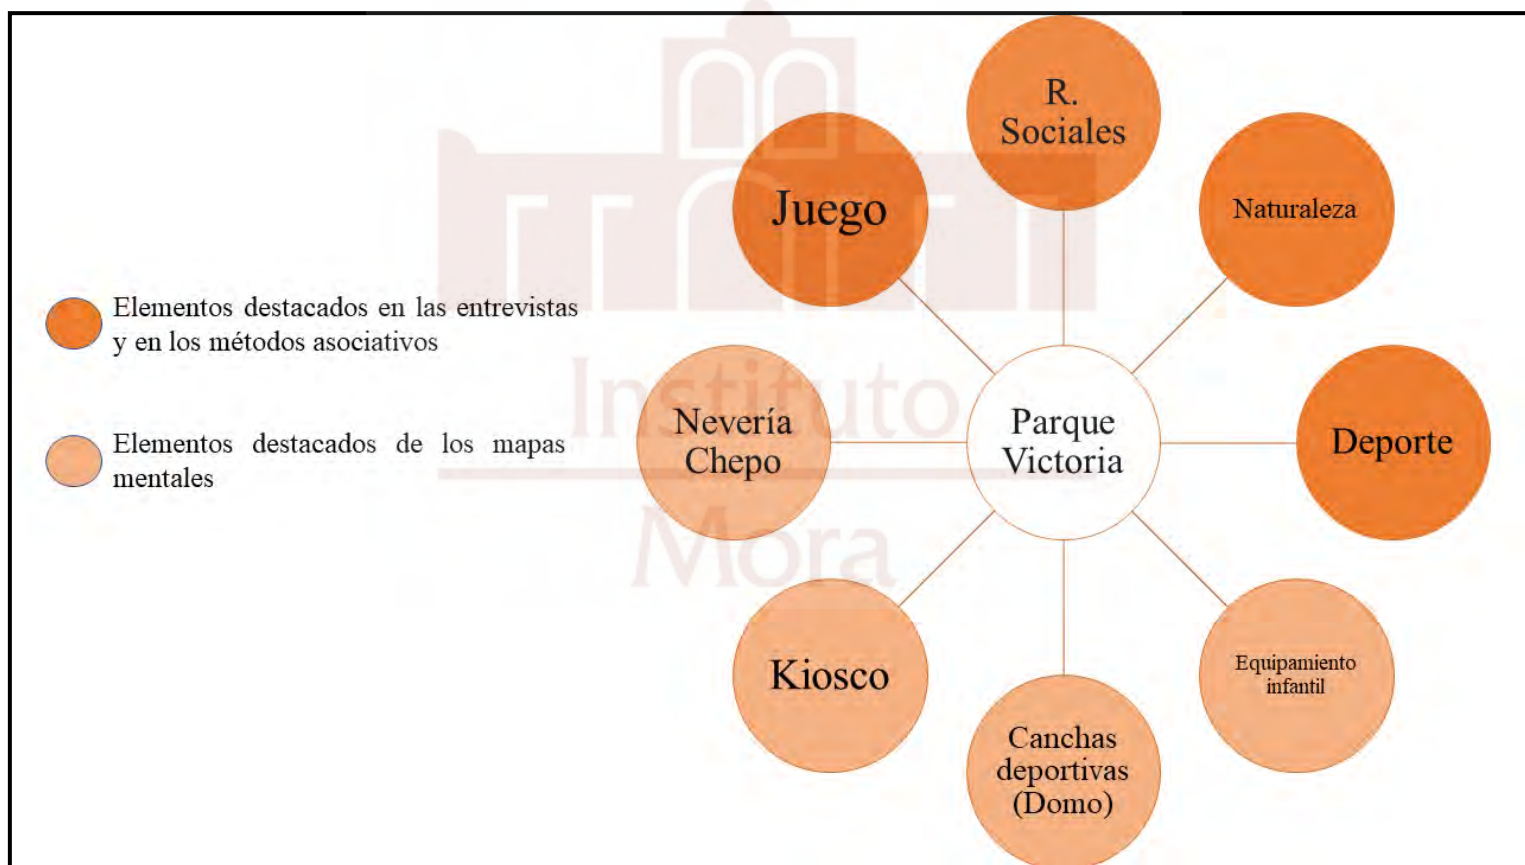 R.
Sociales
Juego
Naturaleza
Elementos destacados en las entrevistas
y en los métodos asociativos
Nevería
Chepo
Parque
Victoria
Deporte
Elementos destacados de los mapas
mentales
Kiosco
Equipamiento
infantil
Canchas
deportivas
(Domo)
Instituto
Mora